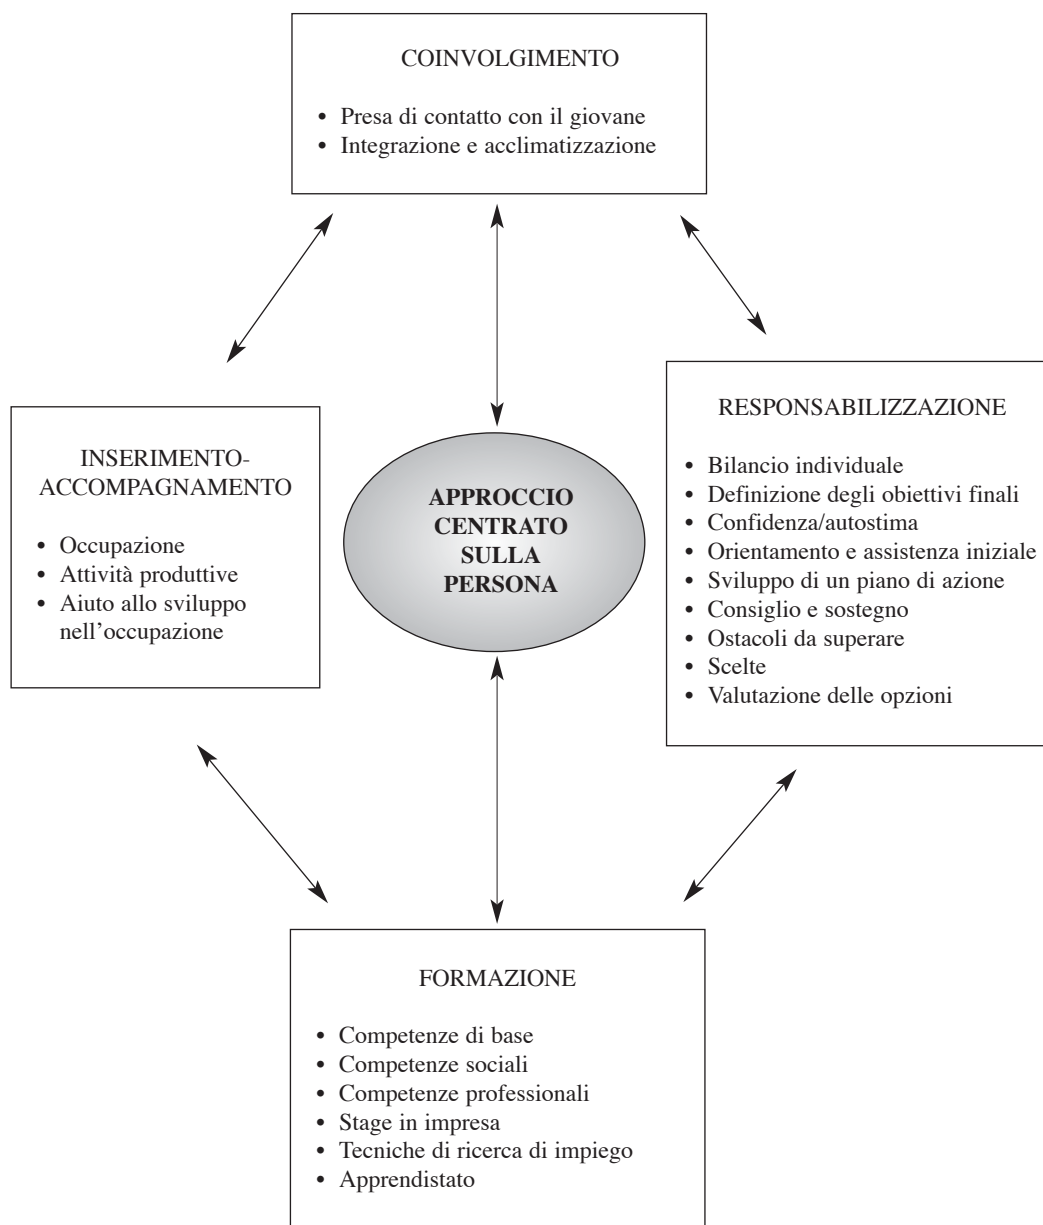 COINVOLGIMENTO
• Presa di contatto con il giovane
• Integrazione e acclimatizzazione
INSERIMENTO-
ACCOMPAGNAMENTO
• Occupazione
• Attività produttive
• Aiuto allo sviluppo
nell'occupazione
APPROCCIO
CENTRATO
SULLA
PERSONA
RESPONSABILIZZAZIONE
• Bilancio individuale
• Definizione degli obiettivi finali
• Confidenza/autostima
• Orientamento e assistenza iniziale
• Sviluppo di un piano di azione
• Consiglio e sostegno
• Ostacoli da superare
• Scelte
• Valutazione delle opzioni
FORMAZIONE
• Competenze di base
• Competenze sociali
• Competenze professionali
• Stage in impresa
• Tecniche di ricerca di impiego
• Apprendistato